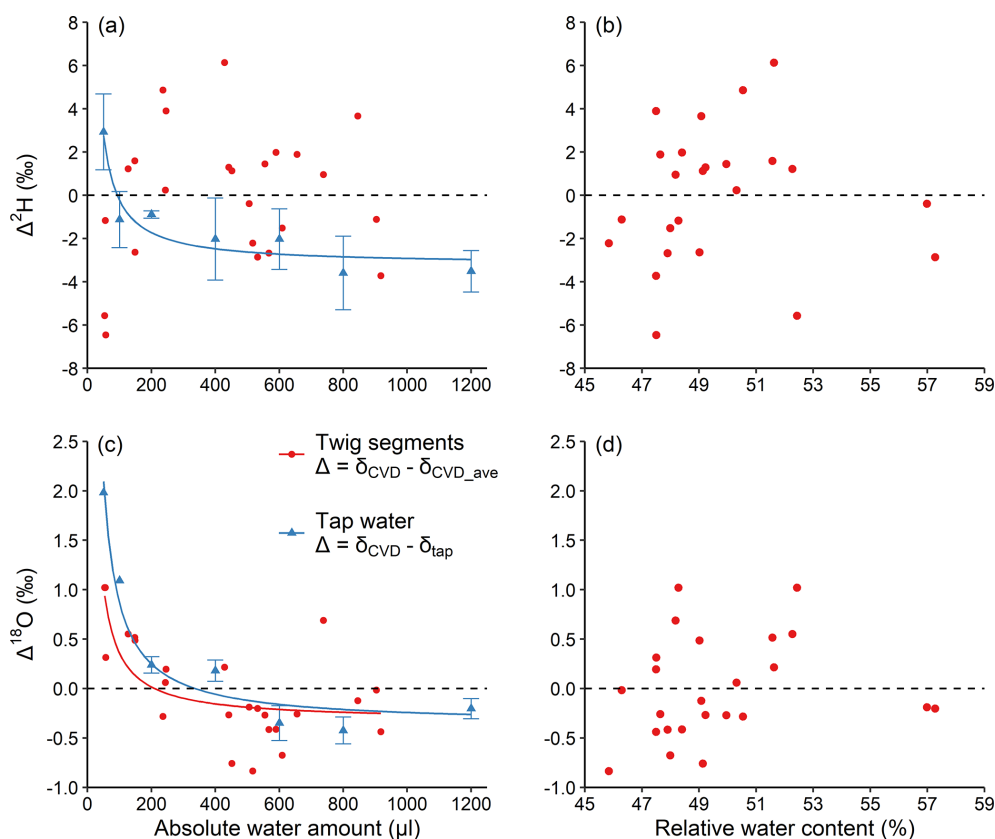 (a)
(b)
8
6
4
2
0
-2
-4
-6
-8
Δ²H (‰)
0 200 400 600 800 1000 1200
8
6
4
2
0
-2
-4
-6
-8
45 47 49 51 53 55 57 59
(c)
(d)
2.5
2.0
1.5
1.0
0.5
0.0
-0.5
-1.0
Δ¹⁸O (‰)
Twig segments
Δ = δCVD - δCVD_ave
Tap water
Δ = δCVD - δtap
0 200 400 600 800 1000 1200
Absolute water amount (µl)
2.5
2.0
1.5
1.0
0.5
0.0
-0.5
-1.0
45 47 49 51 53 55 57 59
Relative water content (%)